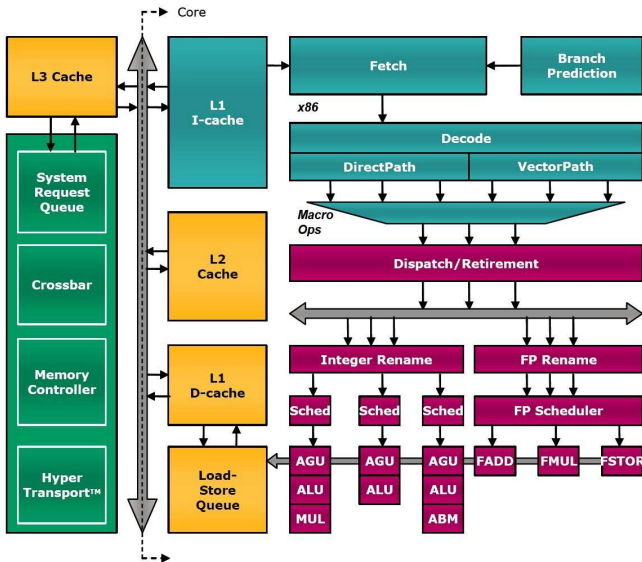 Core
L3 Cache
L1
I-cache
Fetch
Branch
Prediction
x86
Decode
DirectPath
VectorPath
System
Request
Queue
Macro
Ops
L2
Cache
Dispatch/Retirement
Crossbar
Memory
Controller
L1
D-cache
Integer Rename
FP Rename
Sched
Sched
Sched
FP Scheduler
Hyper
Transport™
Load-
Store
Queue
AGU
AGU
AGU
FADD
FMUL
FSTOR
ALU
ALU
ALU
MUL
ABM